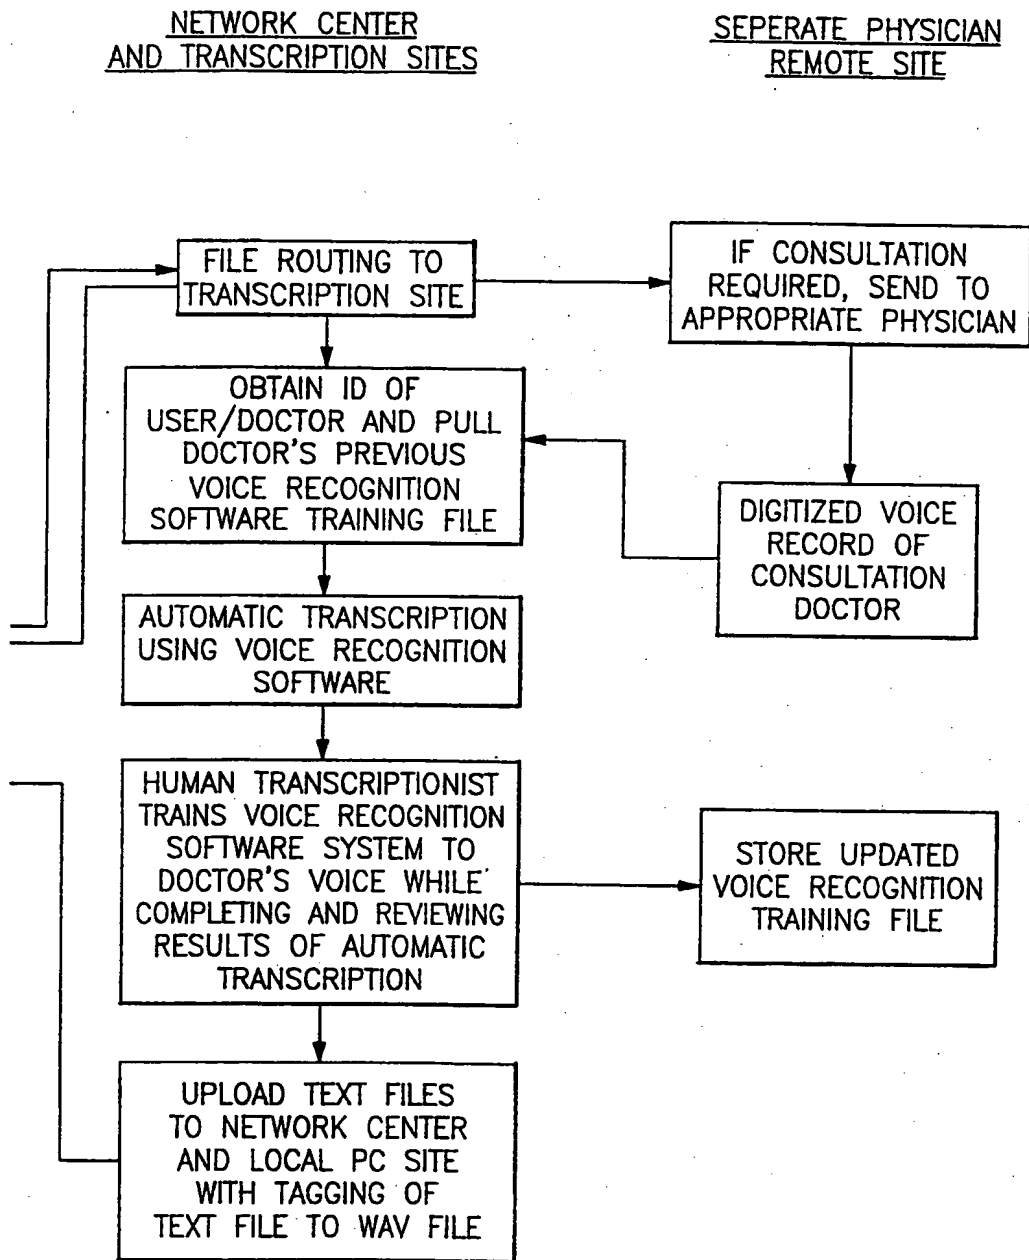 NETWORK CENTER
AND TRANSCRIPTION SITES
SEPERATE PHYSICIAN
REMOTE SITE
FILE ROUTING TO
TRANSCRIPTION SITE
IF CONSULTATION
REQUIRED, SEND TO
APPROPRIATE PHYSICIAN
OBTAIN ID OF
USER/DOCTOR AND PULL
DOCTOR'S PREVIOUS
VOICE RECOGNITION
SOFTWARE TRAINING FILE
DIGITIZED VOICE
RECORD OF
CONSULTATION
DOCTOR
AUTOMATIC TRANSCRIPTION
USING VOICE RECOGNITION
SOFTWARE
HUMAN TRANSCRIPTIONIST
TRAINS VOICE RECOGNITION
SOFTWARE SYSTEM TO
DOCTOR'S VOICE WHILE
COMPLETING AND REVIEWING
RESULTS OF AUTOMATIC
TRANSCRIPTION
STORE UPDATED
VOICE RECOGNITION
TRAINING FILE
UPLOAD TEXT FILES
TO NETWORK CENTER
AND LOCAL PC SITE
WITH TAGGING OF
TEXT FILE TO WAV FILE